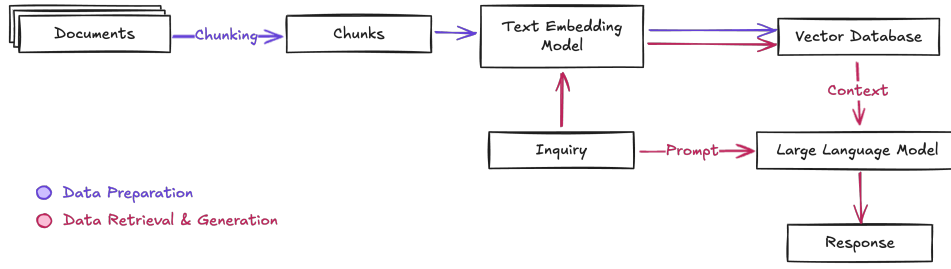 Documents
Chunking
Chunks
Text Embedding
Model
Vector Database
Context
Inquiry
Prompt
Large Language Model
Data Preparation
Data Retrieval & Generation
Response